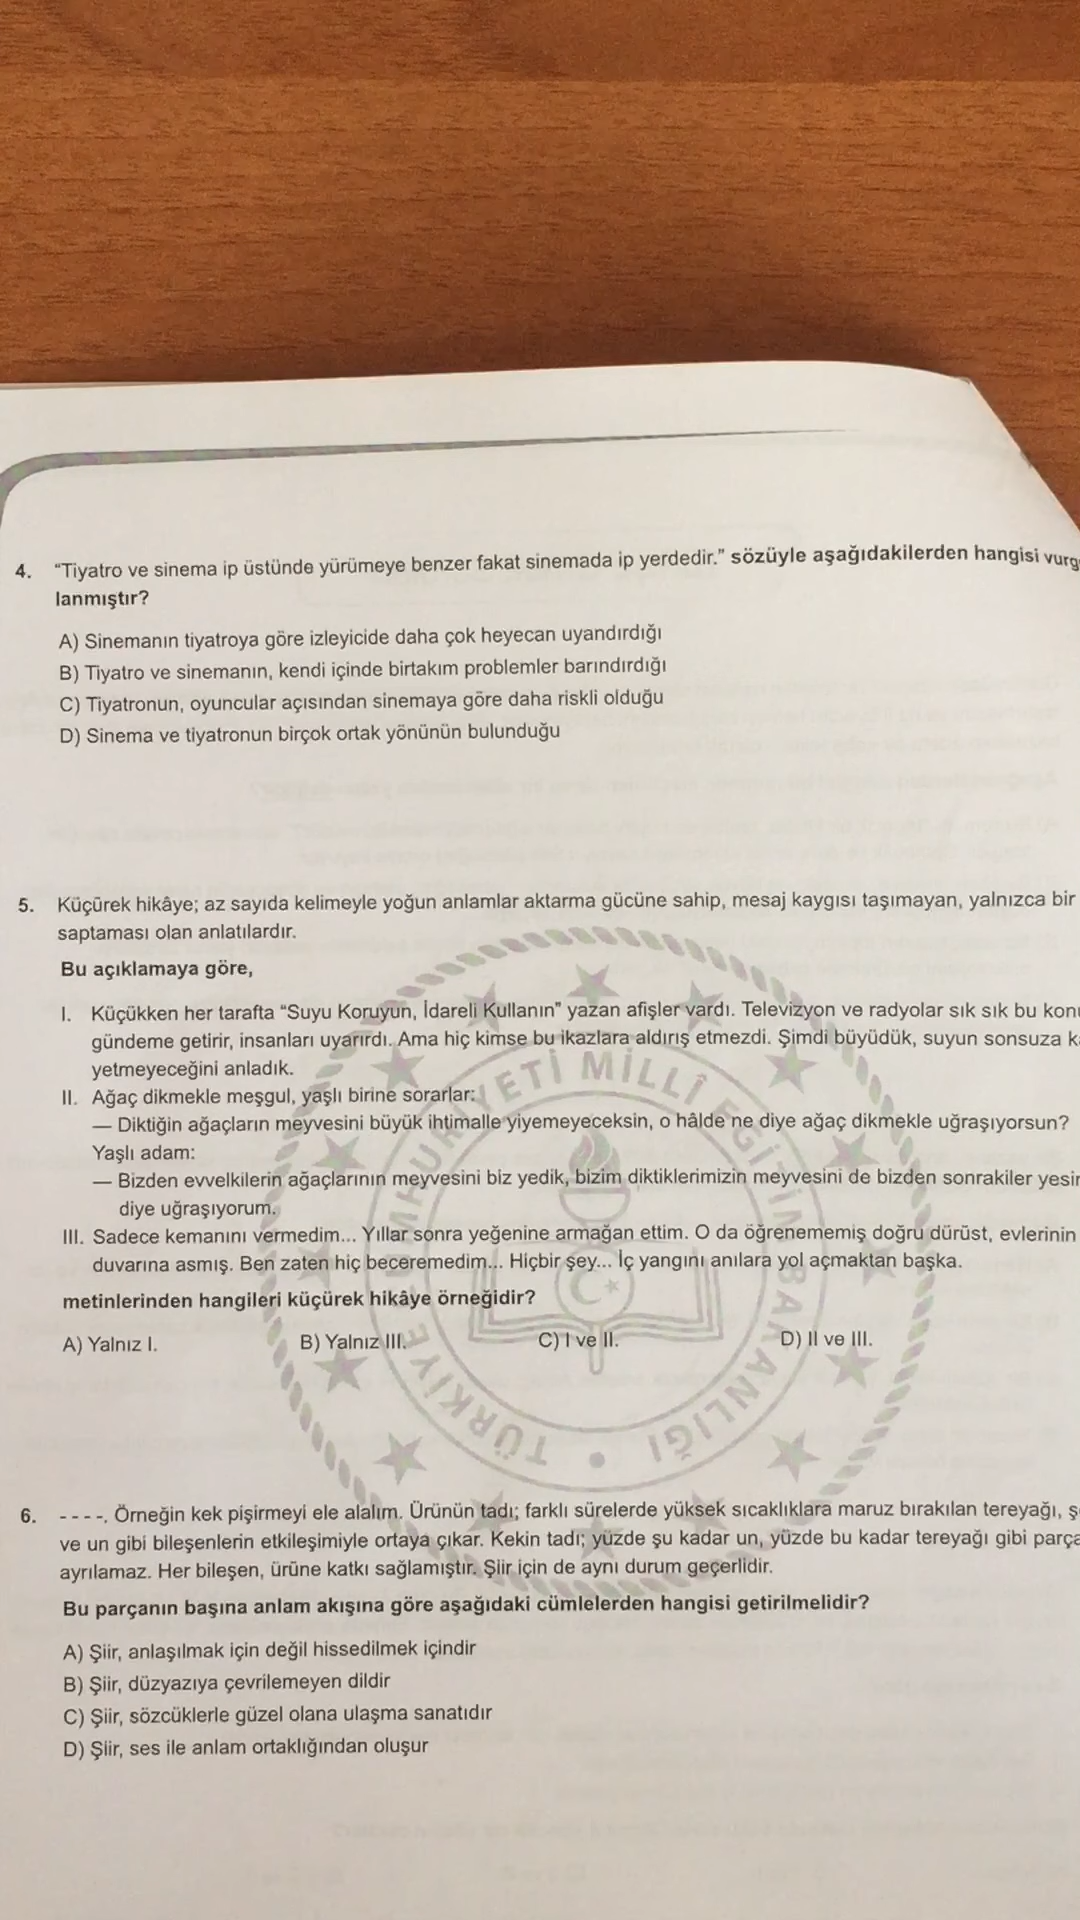 4. “Tiyatro ve sinema ip üstünde yürümeye benzer fakat sinemada ip yerdedir.” sözüyle aşağıdakilerden hangisi vurg
lanmıştır?
A) Sinemanın tiyatroya göre izleyicide daha çok heyecan uyandırdığı
B) Tiyatro ve sinemanın, kendi içinde birtakım problemler barındırdığı
C) Tiyatronun, oyuncular açısından sinemaya göre daha riskli olduğu
D) Sinema ve tiyatronun birçok ortak yönünün bulunduğu
5. Küçürek hikâye; az sayıda kelimeyle yoğun anlamlar aktarma gücüne sahip, mesaj kaygısı taşımayan, yalnızca bir
saptaması olan anlatılardır.
Bu açıklamaya göre,
I. Küçükken her tarafta “Suyu Koruyun, İdareli Kullanın” yazan afişler vardı. Televizyon ve radyolar sık sık bu kon
gündeme getirir, insanları uyarırdı. Ama hiç kimse bu ikazlara aldırış etmezdi. Şimdi büyüdük, suyun sonsuza k
yetmeyeceğini anladık.
II. Ağaç dikmekle meşgul, yaşlı birine sorarlar:
— Diktiğin ağaçların meyvesini büyük ihtimalle yiyemeyeceksin, o hâlde ne diye ağaç dikmekle uğraşıyorsun?
Yaşlı adam:
— Bizden evvelkilerin ağaçlarının meyvesini biz yedik, bizim diktiklerimizin meyvesini de bizden sonrakiler yesin
diye uğraşıyorum.
III. Sadece kemanını vermedim... Yıllar sonra yeğenine armağan ettim. O da öğrenememiş doğru dürüst, evlerinin
duvarına asmış. Ben zaten hiç beceremedim... Hiçbir şey... İç yangını anılara yol açmaktan başka.
metinlerinden hangileri küçürek hikâye örneğidir?
A) Yalnız I. B) Yalnız III. C) I ve II. D) II ve III.
TÜRKİYE CUMHURİYETİ MİLLÎ EĞİTİM BAKANLIĞI
6. ----. Örneğin kek pişirmeyi ele alalım. Ürünün tadı; farklı sürelerde yüksek sıcaklıklara maruz bırakılan tereyağı, ş
ve un gibi bileşenlerin etkileşimiyle ortaya çıkar. Kekin tadı; yüzde şu kadar un, yüzde bu kadar tereyağı gibi parça
ayrılamaz. Her bileşen, ürüne katkı sağlamıştır. Şiir için de aynı durum geçerlidir.
Bu parçanın başına anlam akışına göre aşağıdaki cümlelerden hangisi getirilmelidir?
A) Şiir, anlaşılmak için değil hissedilmek içindir
B) Şiir, düzyazıya çevrilemeyen dildir
C) Şiir, sözcüklerle güzel olana ulaşma sanatıdır
D) Şiir, ses ile anlam ortaklığından oluşur